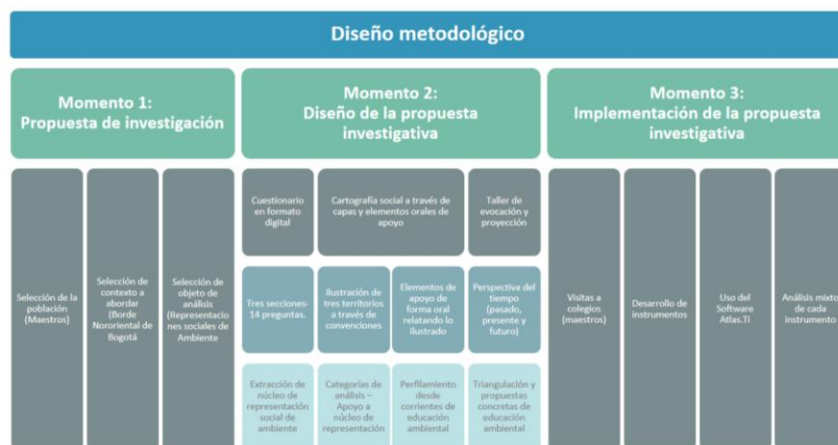 Diseño metodológico
Momento 1:
Propuesta de investigación
Momento 2:
Diseño de la propuesta
investigativa
Momento 3:
Implementación de la propuesta
investigativa
Selección de la
población
(Maestros)
Selección de
contexto a
abordar (Borde
Nororiental de
Bogotá
Selección de
objeto de
análisis
(Representacio
nes sociales de
Ambiente)
Cuestionario
en formato
digital
Cartografía social a través de
capas y elementos orales de
apoyo
Taller de
evocación y
proyección
Tres secciones-
14 preguntas.
Ilustración de
tres territorios
a través de
convenciones
Elementos de
apoyo de
forma oral
relatando lo
ilustrado
Perspectiva del
tiempo
(pasado,
presente y
futuro)
Extracción de
núcleo de
representación
social de
ambiente
Categorías de
análisis –
Apoyo a
núcleo de
representación
Perfilamiento
desde
corrientes de
educación
ambiental
Triangulación y
propuestas
concretas de
educación
ambiental
Visitas a
colegios
(maestros)
Desarrollo de
instrumentos
Uso del
Software
Atlas.Ti
Análisis mixto
de cada
instrumento